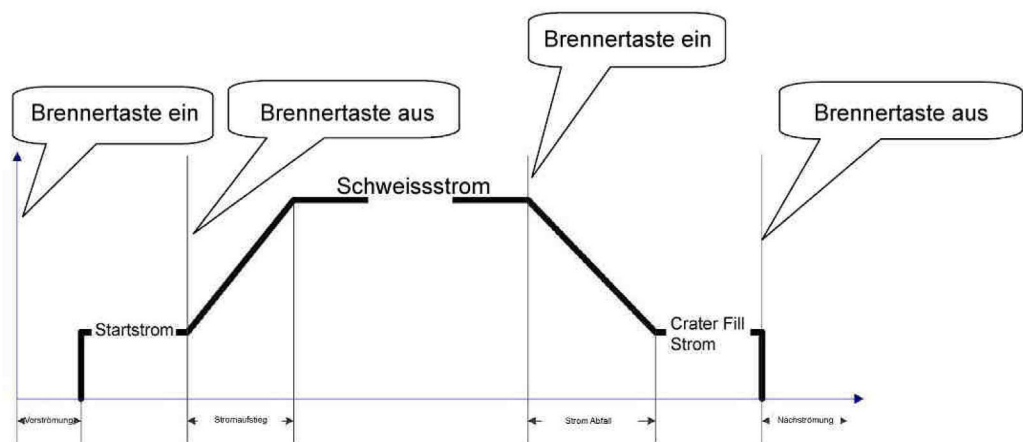 Brennertaste ein
Brennertaste aus
Brennertaste ein
Brennertaste aus
Schweissstrom
Startstrom
Crater Fill
Strom
Vorströmung
Stromaufstieg
Strom Abfall
Nachströmung